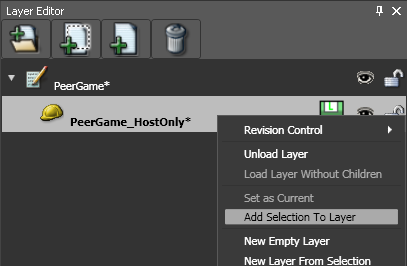 Layer Editor
PeerGame*
PeerGame_HostOnly*
L
Revision Control
Unload Layer
Load Layer Without Children
Set as Current
Add Selection To Layer
New Empty Layer
New Layer From Selection